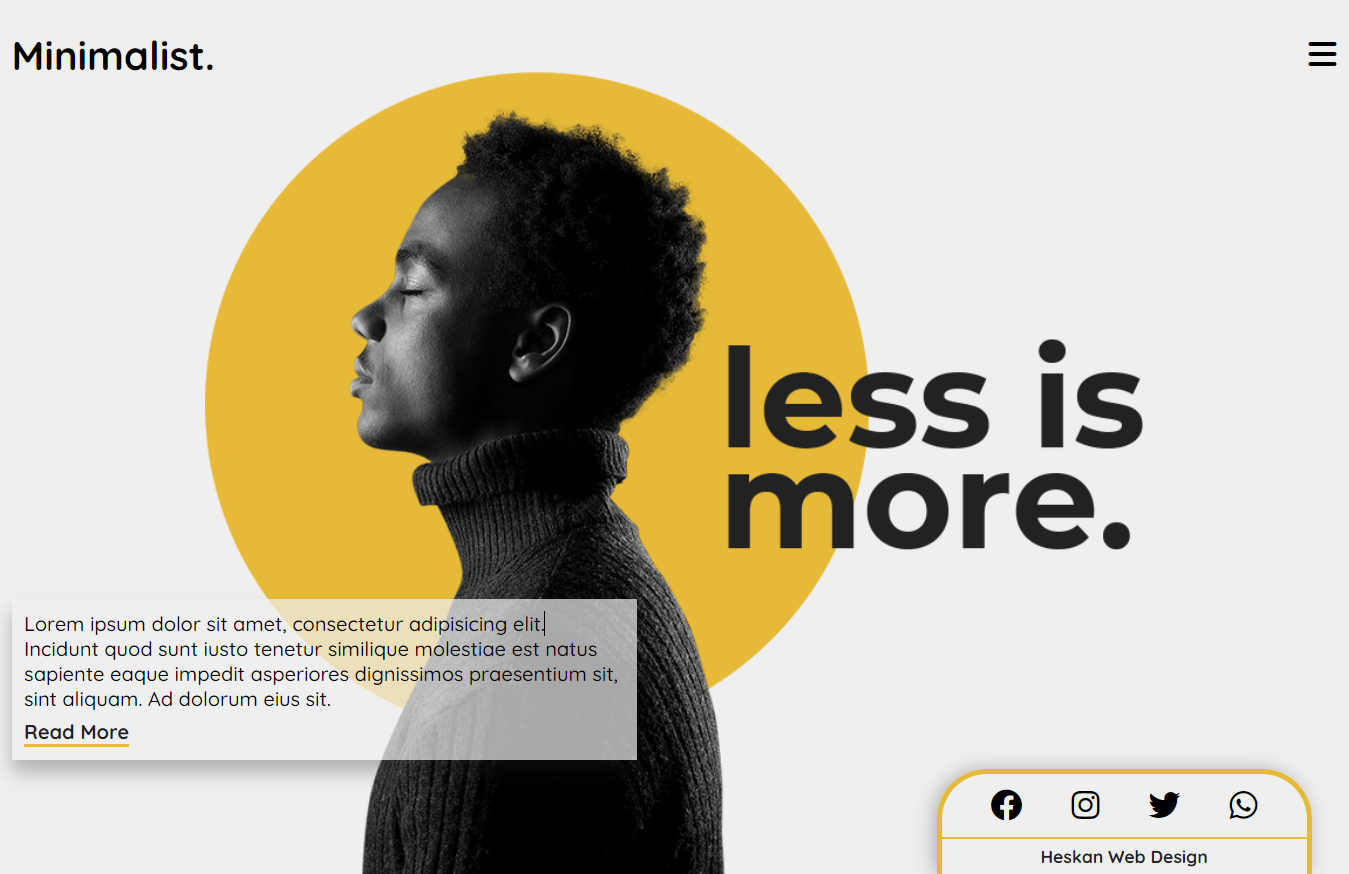 Minimalist.
less is
more.
Lorem ipsum dolor sit amet, consectetur adipisicing elit.
Incidunt quod sunt iusto tenetur similique molestiae est natus
sapiente eaque impedit asperiores dignissimos praesentium sit,
sint aliquam. Ad dolorum eius sit.
Read More
Heskan Web Design